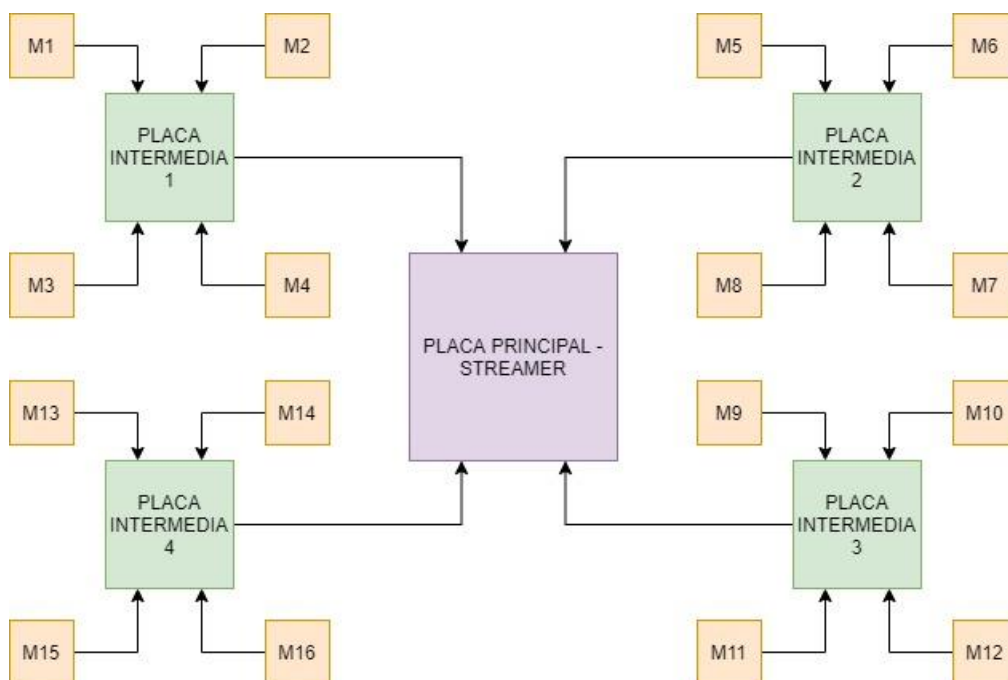 M1
M2
M5
M6
PLACA
INTERMEDIA
1
PLACA
INTERMEDIA
2
M3
M4
M8
M7
PLACA PRINCIPAL -
STREAMER
M13
M14
M9
M10
PLACA
INTERMEDIA
4
PLACA
INTERMEDIA
3
M15
M16
M11
M12